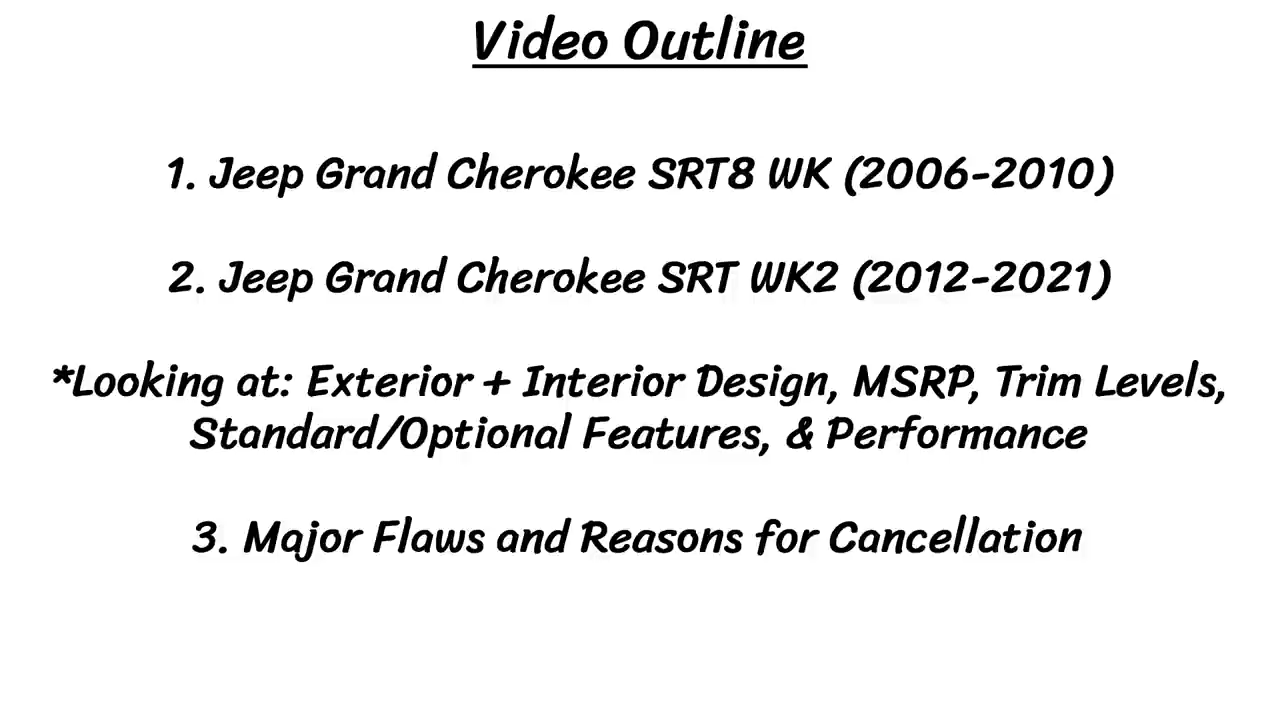 Video Outline
1. Jeep Grand Cherokee SRT8 WK (2006-2010)
2. Jeep Grand Cherokee SRT WK2 (2012-2021)
*Looking at: Exterior + Interior Design, MSRP, Trim Levels,
Standard/Optional Features, & Performance
3. Major Flaws and Reasons for Cancellation